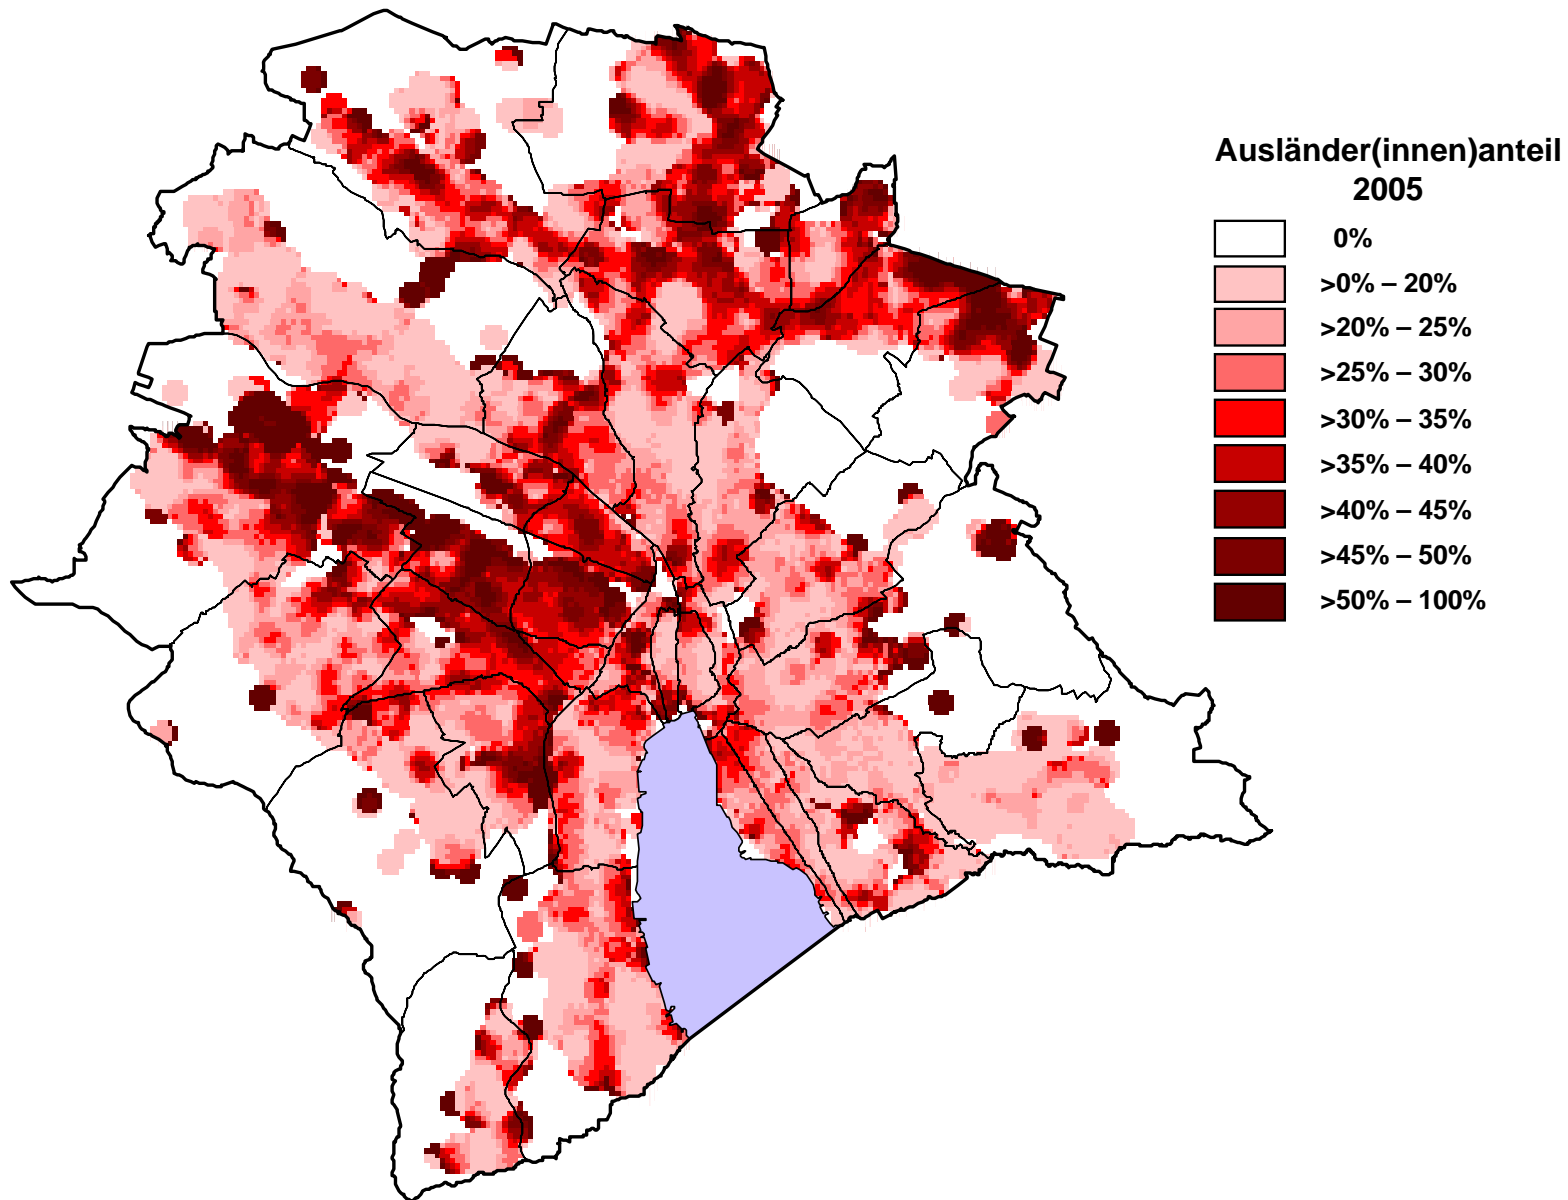 Ausländer(innen)anteil
2005
0%
>0% – 20%
>20% – 25%
>25% – 30%
>30% – 35%
>35% – 40%
>40% – 45%
>45% – 50%
>50% – 100%